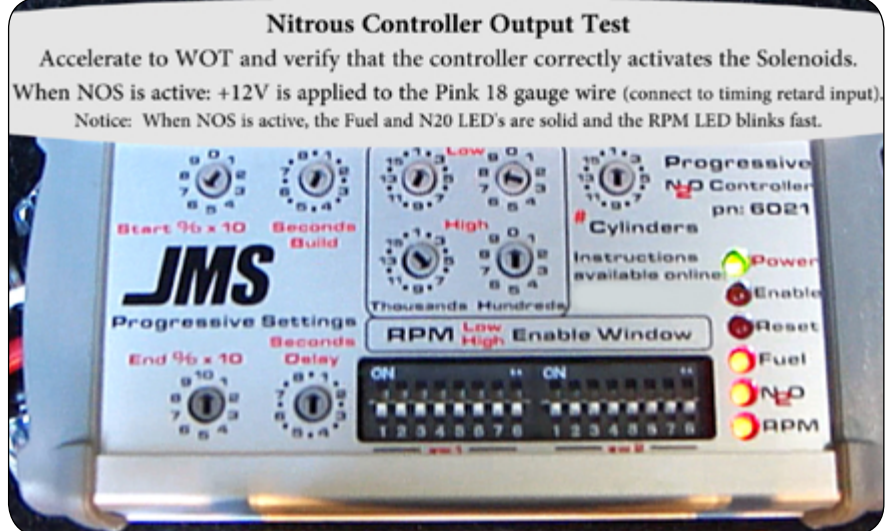 Nitrous Controller Output Test
Accelerate to WOT and verify that the controller correctly activates the Solenoids.
When NOS is active: +12V is applied to the Pink 18 gauge wire (connect to timing retard input).
Notice: When NOS is active, the Fuel and N20 LED's are solid and the RPM LED blinks fast.
Low
Progressive
N2O Controller
pn: 6021
Start % x 10
Seconds
Build
High
#
Cylinders
Instructions
available online
JMS
Power
Enable
Thousands Hundreds
Progressive Settings
RPM Low High Enable Window
Reset
End % x 10
Seconds
Delay
Fuel
ON
ON
N2O
RPM
1 2 3 4 5 6 7 8
1 2 3 4 5 6 7 8